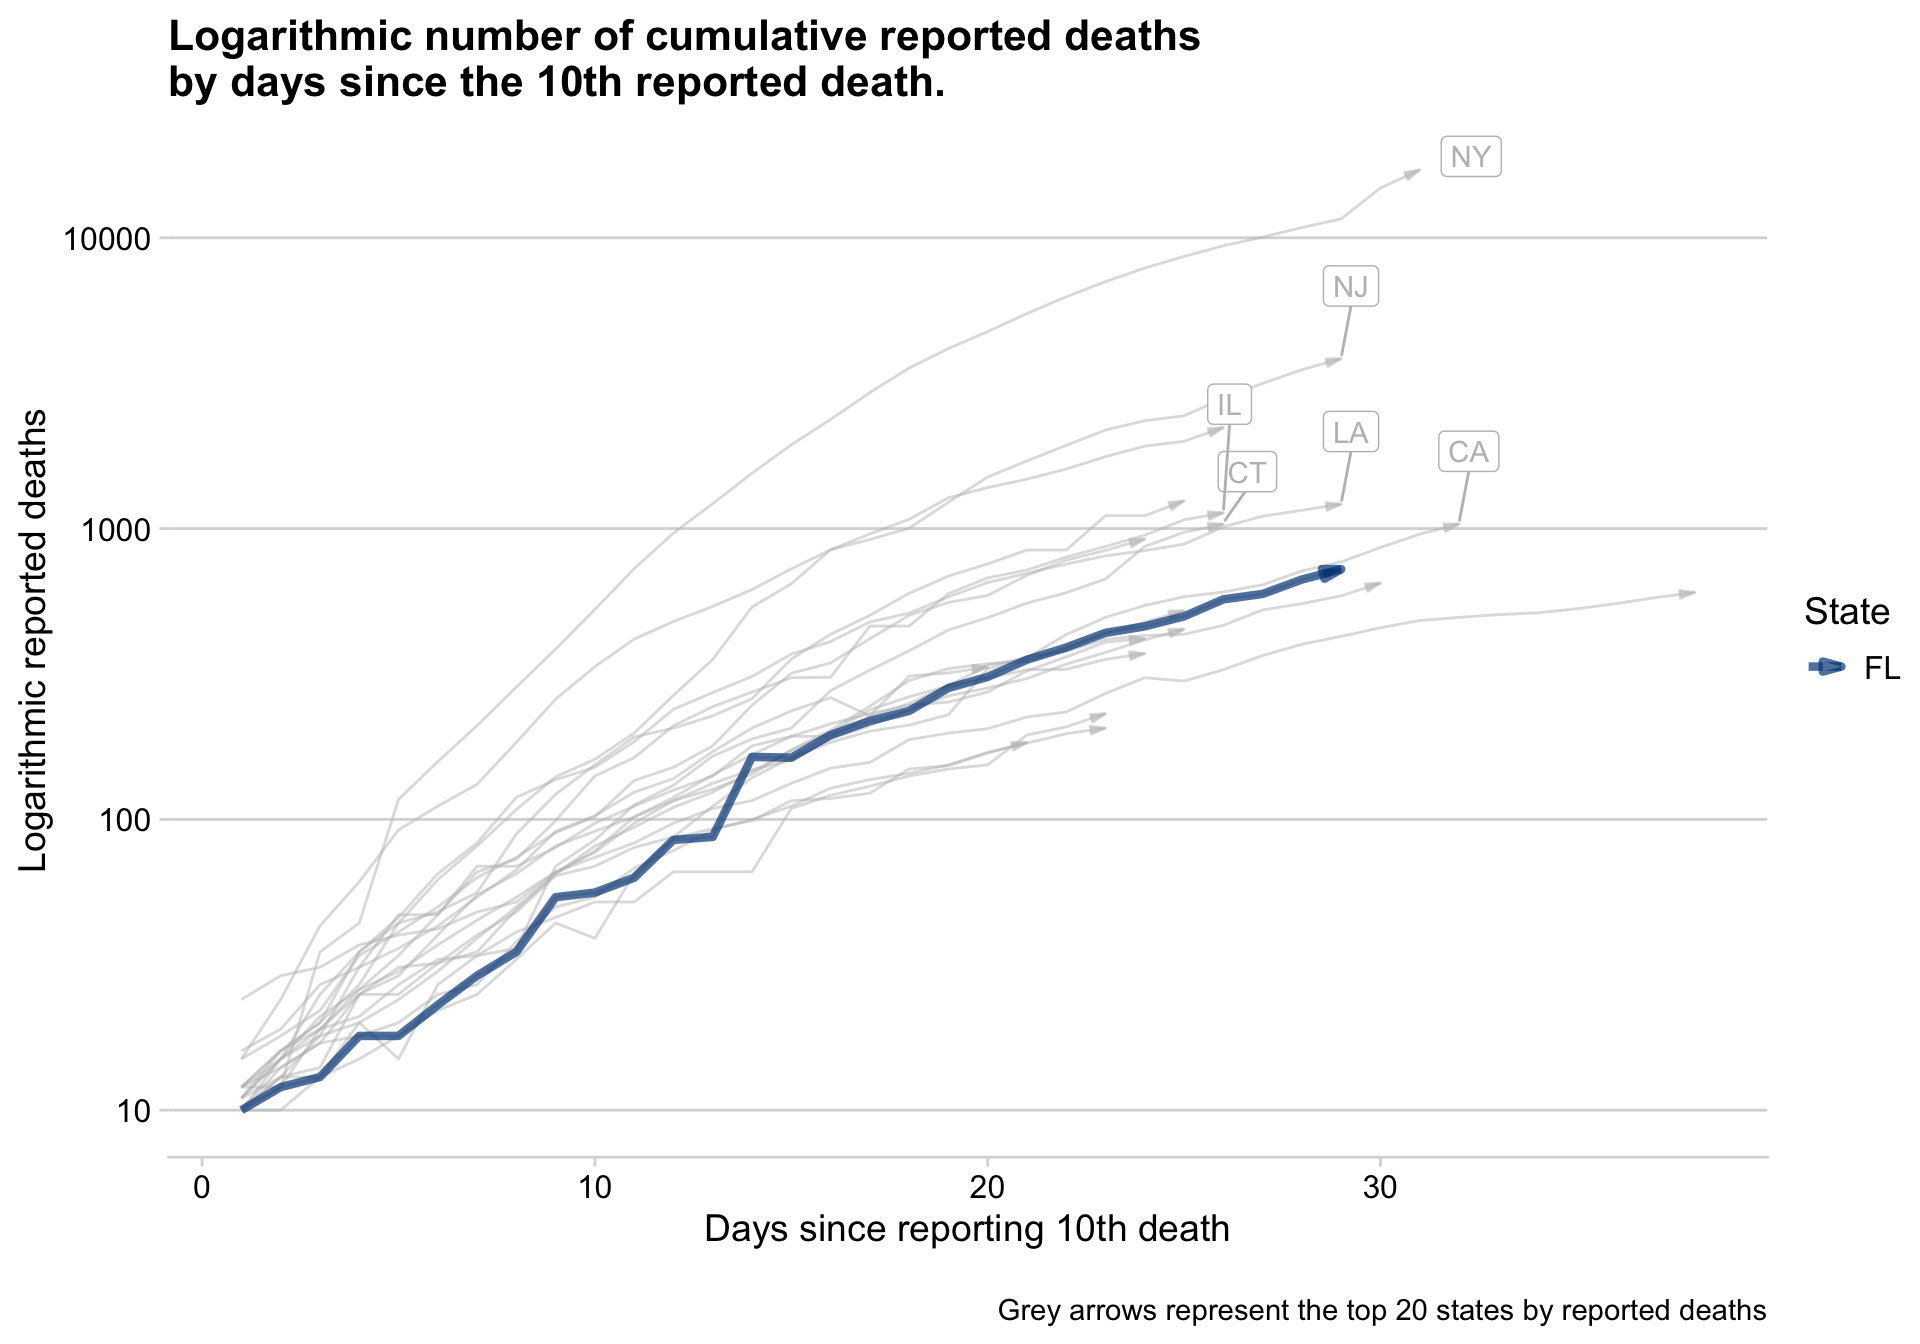 Logarithmic number of cumulative reported deaths
by days since the 10th reported death.
NY
10000
NJ
IL
LA
CA
CT
1000
Logarithmic reported deaths
State
FL
100
10
0
10
20
30
Days since reporting 10th death
Grey arrows represent the top 20 states by reported deaths